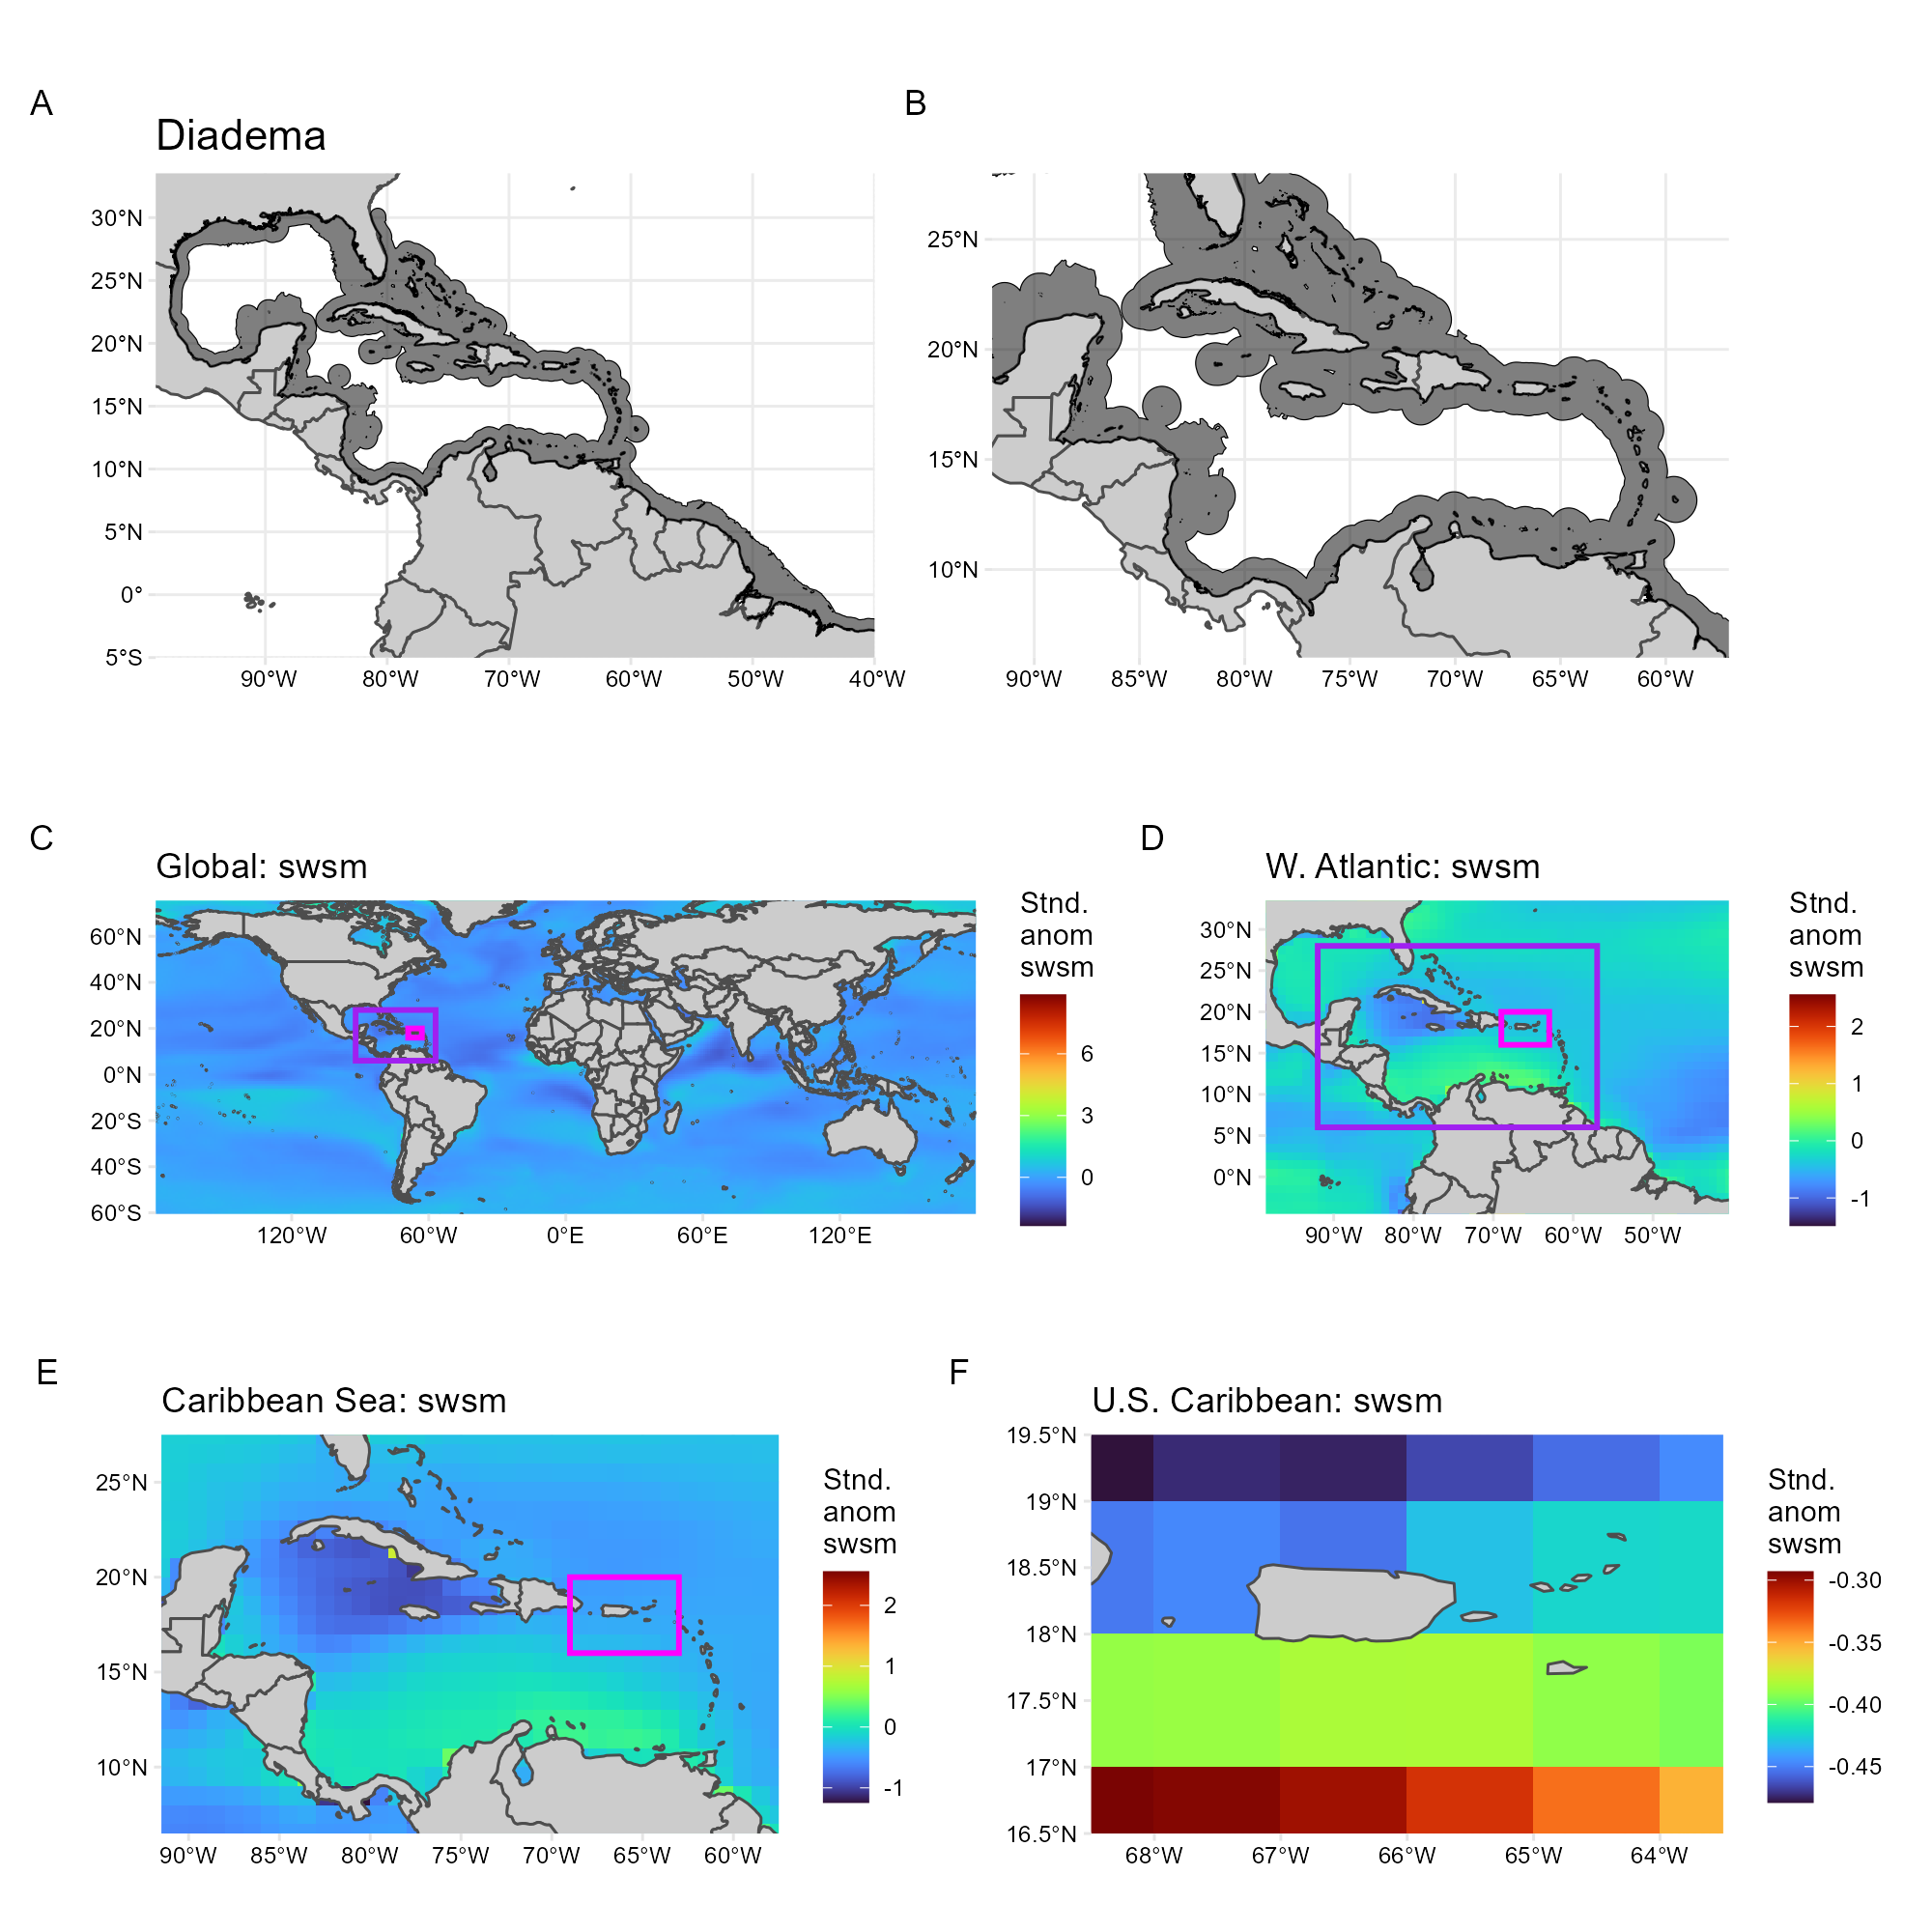 A
Diadema
30°N
25°N
20°N
15°N
10°N
5°N
0°
5°S
90°W 80°W 70°W 60°W 50°W 40°W
B
25°N
20°N
15°N
10°N
90°W 85°W 80°W 75°W 70°W 65°W 60°W
C
Global: swsm
60°N
40°N
20°N
0°N
20°S
40°S
60°S
120°W 60°W 0°E 60°E 120°E
Stnd.
anom
swsm
6
3
0
D
W. Atlantic: swsm
30°N
25°N
20°N
15°N
10°N
5°N
0°N
90°W 80°W 70°W 60°W 50°W
Stnd.
anom
swsm
2
1
0
-1
E
Caribbean Sea: swsm
25°N
20°N
15°N
10°N
90°W 85°W 80°W 75°W 70°W 65°W 60°W
Stnd.
anom
swsm
2
1
0
-1
F
U.S. Caribbean: swsm
19.5°N
19°N
18.5°N
18°N
17.5°N
17°N
16.5°N
68°W 67°W 66°W 65°W 64°W
Stnd.
anom
swsm
-0.30
-0.35
-0.40
-0.45